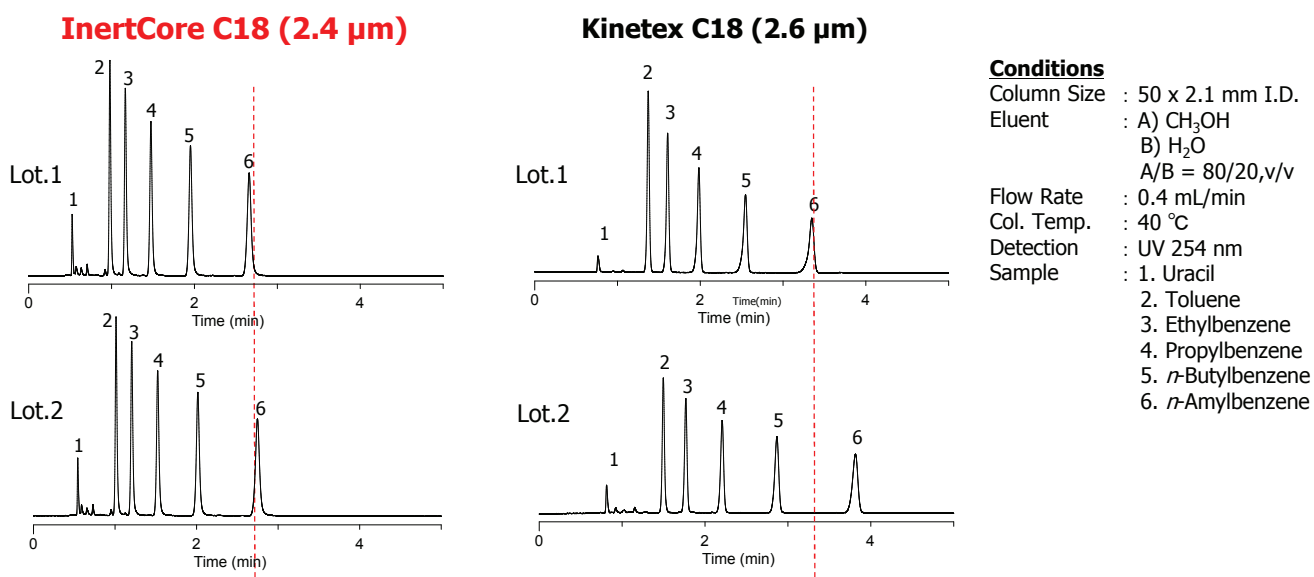 InertCore C18 (2.4 µm)
2
3
4
5
6
1
Lot.1
0
2
4
Time (min)
2
3
4
5
6
1
Lot.2
0
2
4
Time (min)
Kinetex C18 (2.6 µm)
2
3
4
5
6
1
Lot.1
0
2
4
Time(min)
Time (min)
2
3
4
5
6
1
Lot.2
0
2
4
Time (min)
Conditions
Column Size : 50 x 2.1 mm I.D.
Eluent : A) CH₃OH
B) H₂O
A/B = 80/20,v/v
Flow Rate : 0.4 mL/min
Col. Temp. : 40 ℃
Detection : UV 254 nm
Sample : 1. Uracil
2. Toluene
3. Ethylbenzene
4. Propylbenzene
5. n-Butylbenzene
6. n-Amylbenzene